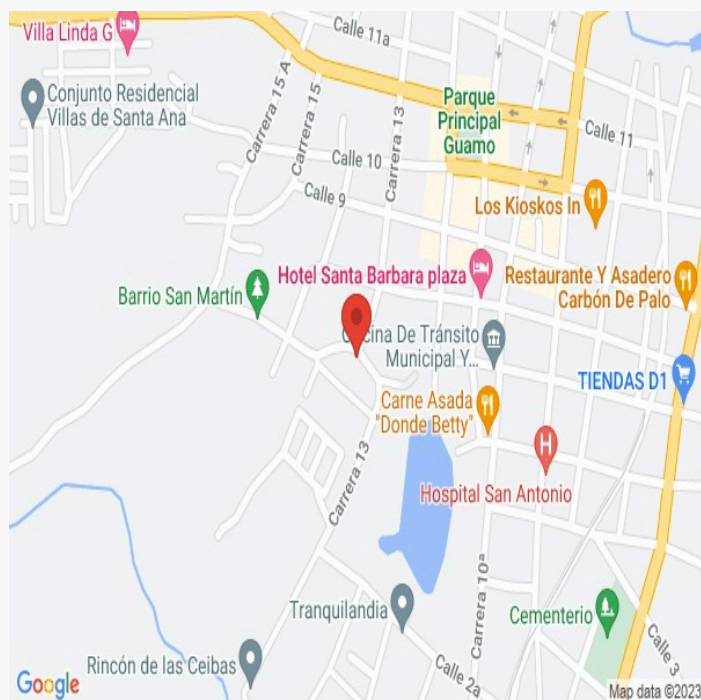 Villa Linda G
Calle 11a
Conjunto Residencial
Villas de Santa Ana
Carrera 15 A
Carrera 15
Carrera 13
Parque
Principal
Guamo
Calle 11
Calle 10
Calle 9
Los Kioskos In
Hotel Santa Barbara plaza
Restaurante Y Asadero
Carbón De Palo
Barrio San Martín
cina De Tránsito
Municipal Y...
TIENDAS D1
Carne Asada
"Donde Betty"
Carrera 13
Hospital San Antonio
Carrera 10ª
Tranquilandia
Cementerio
Calle 3
Rincón de las Ceibas
Calle 2a
Google
Map data ©2023